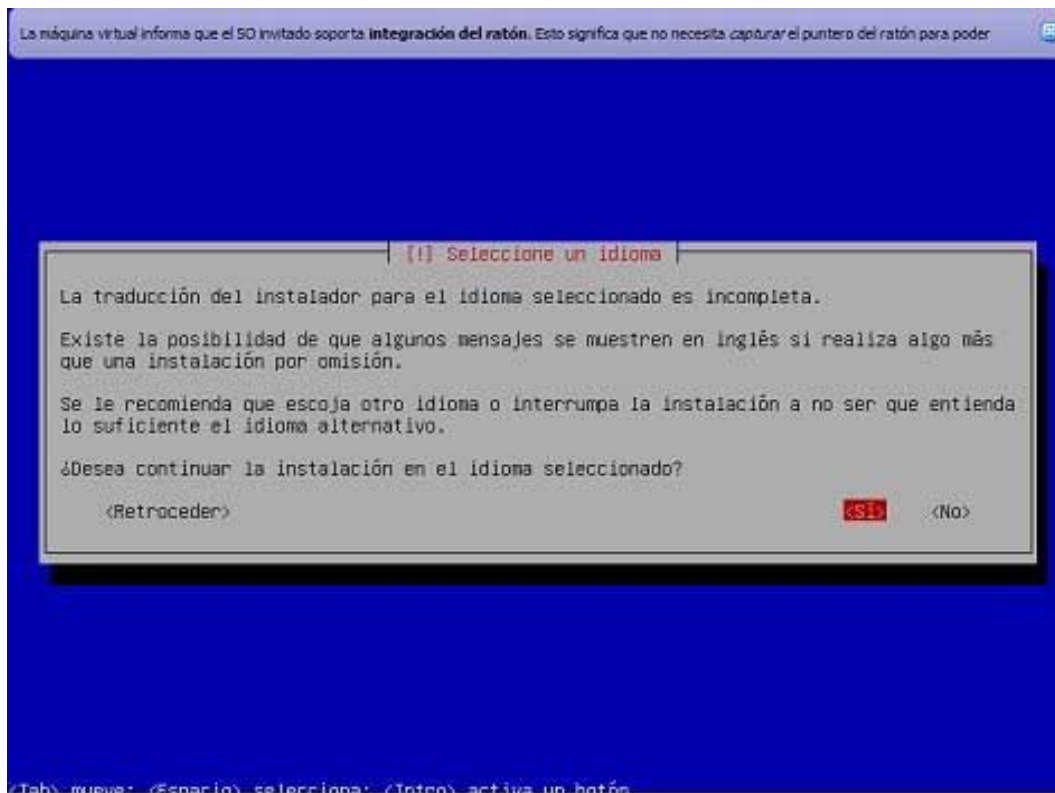 La máquina virtual informa que el SO invitado soporta integración del ratón. Esto significa que no necesita capturar el puntero del ratón para poder
[!] Seleccione un idioma
La traducción del instalador para el idioma seleccionado es incompleta.
Existe la posibilidad de que algunos mensajes se muestren en inglés si realiza algo más
que una instalación por omisión.
Se le recomienda que escoja otro idioma o interrumpa la instalación a no ser que entienda
lo suficiente el idioma alternativo.
¿Desea continuar la instalación en el idioma seleccionado?
<Retroceder> <Sí> <No>
<Tab> mueve; <Espacio> selecciona; <Intro> activa un botón